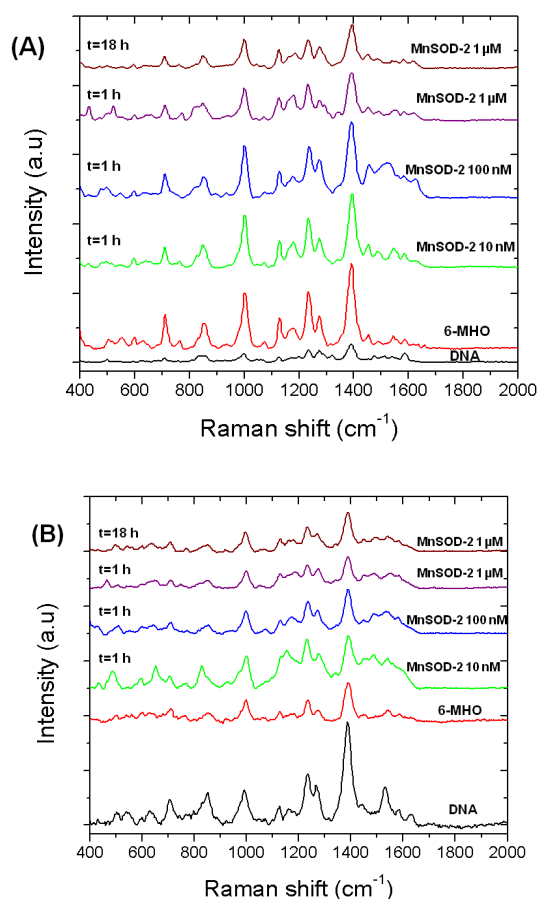 (A)
t=18 h
MnSOD-2 1 µM
t=1 h
MnSOD-2 1 µM
t=1 h
MnSOD-2 100 nM
t=1 h
MnSOD-2 10 nM
6-MHO
DNA
Intensity (a.u)
400 600 800 1000 1200 1400 1600 1800 2000
Raman shift (cm⁻¹)
(B)
t=18 h
MnSOD-2 1 µM
t=1 h
MnSOD-2 1 µM
t=1 h
MnSOD-2 100 nM
t=1 h
MnSOD-2 10 nM
6-MHO
DNA
Intensity (a.u)
400 600 800 1000 1200 1400 1600 1800 2000
Raman shift (cm⁻¹)